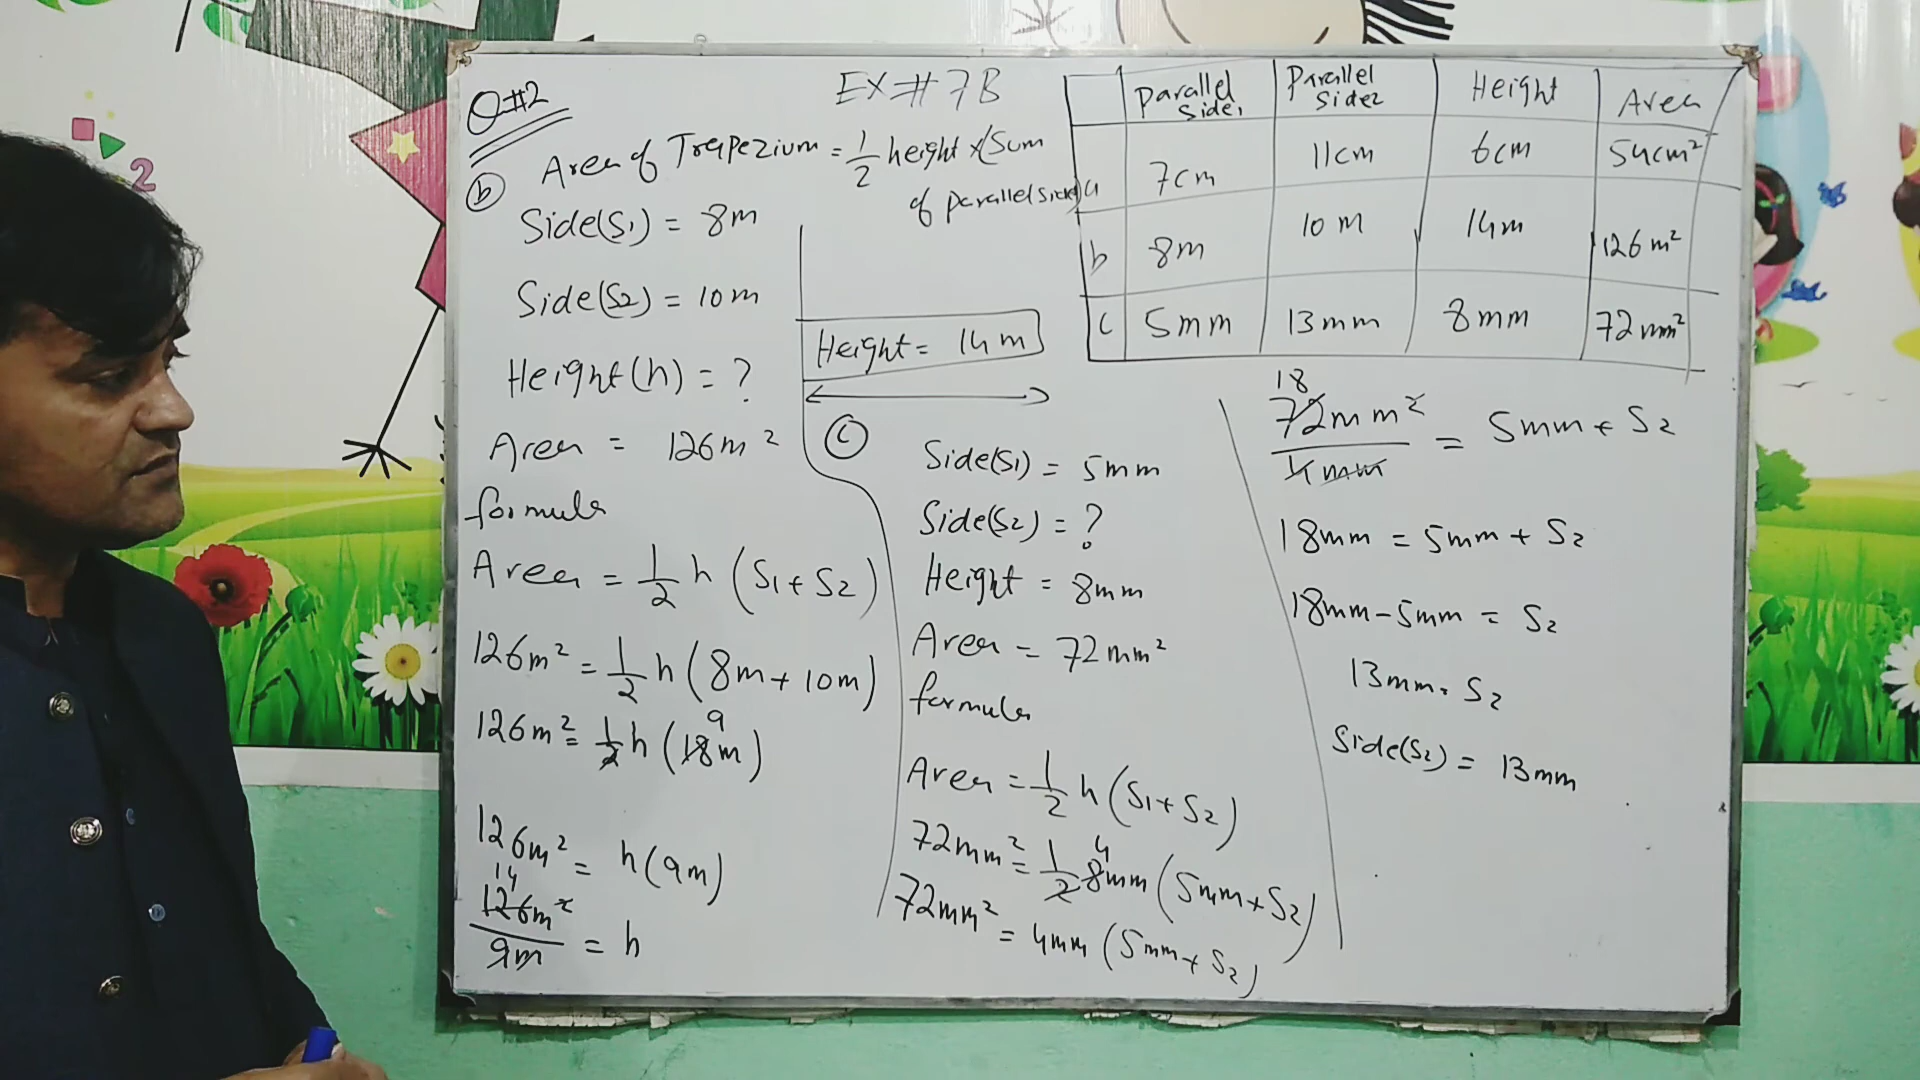 Q#2
EX#7B
Area of Trapezium = 1/2 height x (Sum
of parallel sides)
b
Side(S1) = 8m
Side(S2) = 10m
Height(h) = ?
Area = 126m²
formula
Area = 1/2 h (S1 + S2)
126m² = 1/2 h (8m + 10m)
9
126m² = 1/2 h (18m)
126m² = h (9m)
14
126m²/9m = h
Height = 14m
c
Side(S1) = 5mm
Side(S2) = ?
Height = 8mm
Area = 72mm²
formula
Area = 1/2 h (S1 + S2)
4
72mm² = 1/2 8mm (5mm + S2)
72mm² = 4mm (5mm + S2)
Parallel Side1 Parallel Side2 Height Area
a 7cm 11cm 6cm 54cm²
b 8m 10m 14m 126m²
c 5mm 13mm 8mm 72mm²
18
72mm²/4mm = 5mm + S2
18mm = 5mm + S2
18mm - 5mm = S2
13mm = S2
Side(S2) = 13mm
2